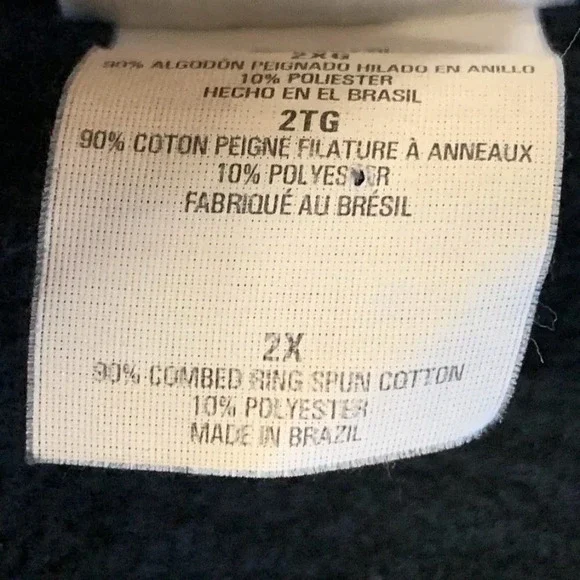 2XG
90% ALGODÓN PEIGNADO HILADO EN ANILLO
10% POLIESTER
HECHO EN EL BRASIL
2TG
90% COTON PEIGNÉ FILATURE À ANNEAUX
10% POLYESTER
FABRIQUÉ AU BRÉSIL
2X
90% COMBED RING SPUN COTTON
10% POLYESTER
MADE IN BRAZIL